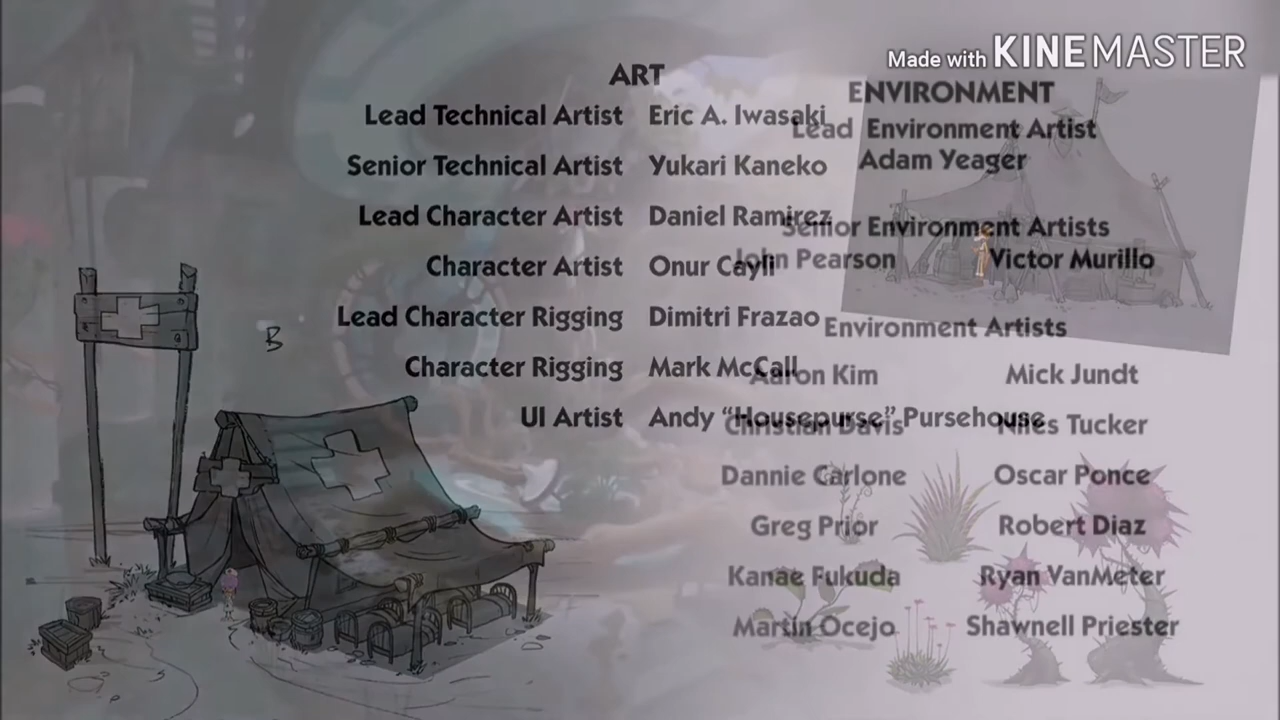 Made with KINEMASTER
ART
Lead Technical Artist Eric A. Iwasaki
Senior Technical Artist Yukari Kaneko
Lead Character Artist Daniel Ramirez
Character Artist Onur Cayli
Lead Character Rigging Dimitri Frazao
Character Rigging Mark McCall
UI Artist Andy “Housepurse” Pursehouse
B
ENVIRONMENT
Lead Environment Artist
Adam Yeager
Senior Environment Artists
John Pearson Victor Murillo
Environment Artists
Aaron Kim Mick Jundt
Christian Davis Niles Tucker
Dannie Carlone Oscar Ponce
Greg Prior Robert Diaz
Kanae Fukuda Ryan VanMeter
Martin Ocejo Shawnell Priester